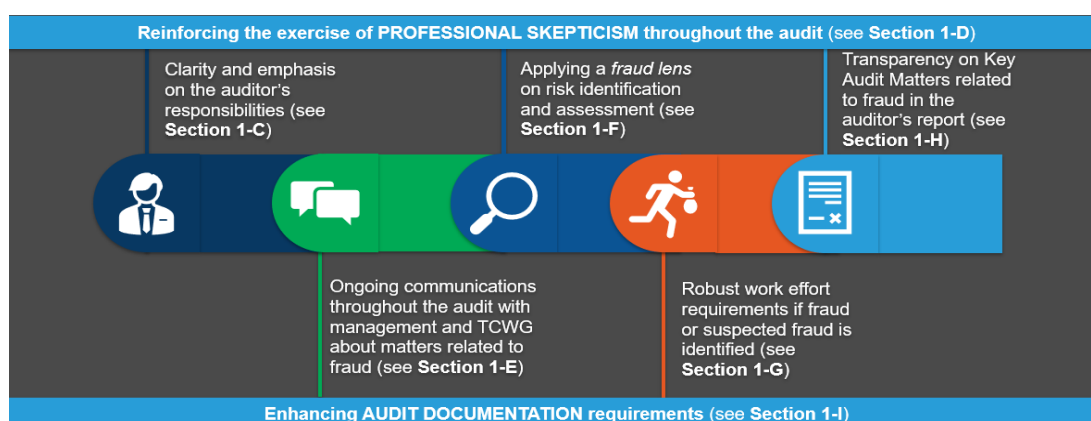 Reinforcing the exercise of PROFESSIONAL SKEPTICISM throughout the audit (see Section 1-D)
Clarity and emphasis
on the auditor's
responsibilities (see
Section 1-C)
Applying a fraud lens
on risk identification
and assessment (see
Section 1-F)
Transparency on Key
Audit Matters related
to fraud in the
auditor's report (see
Section 1-H)
Ongoing communications
throughout the audit with
management and TCWG
about matters related to
fraud (see Section 1-E)
Robust work effort
requirements if fraud
or suspected fraud is
identified (see
Section 1-G)
Enhancing AUDIT DOCUMENTATION requirements (see Section 1-I)